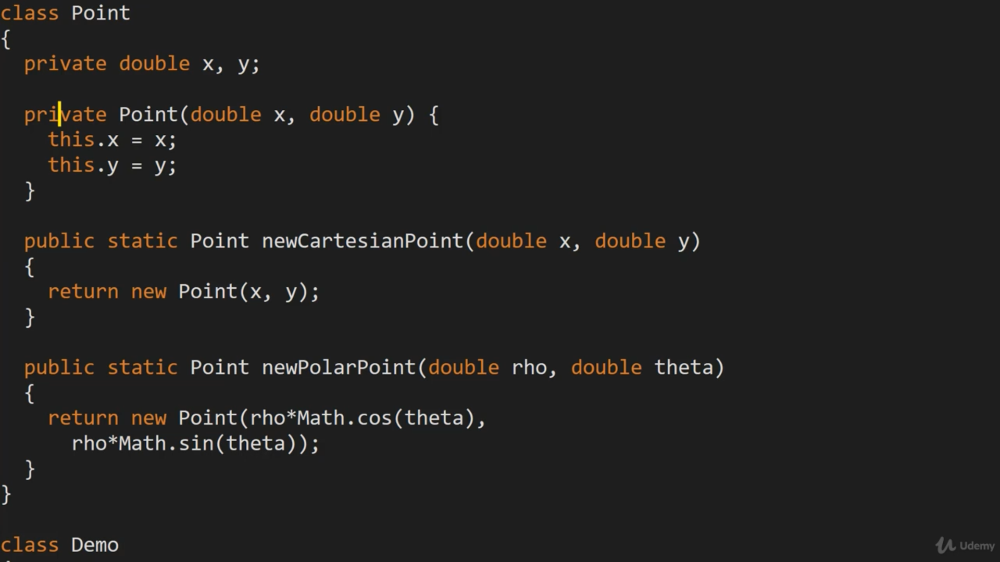 class Point
{
  private double x, y;
  private Point(double x, double y) {
    this.x = x;
    this.y = y;
  }
  public static Point newCartesianPoint(double x, double y)
  {
    return new Point(x, y);
  }
  public static Point newPolarPoint(double rho, double theta)
  {
    return new Point(rho*Math.cos(theta),
      rho*Math.sin(theta));
  }
}
class Demo
Udemy